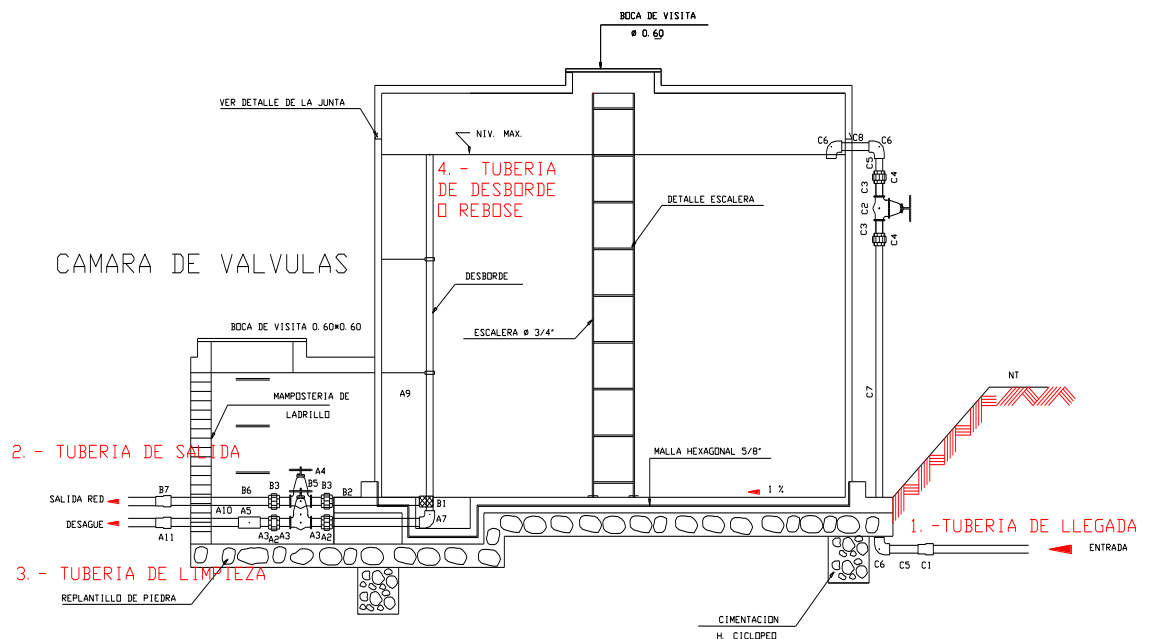 BOCA DE VISITA
ø 0.60
VER DETALLE DE LA JUNTA
NIV. MAX.
C6
C8
C6
C5
C4
C3
C2
C3
C4
4.- TUBERIA
DE DESBORDE
O REBOSE
DETALLE ESCALERA
CAMARA DE VALVULAS
DESBORDE
BOCA DE VISITA 0.60*0.60
ESCALERA ø 3/4"
NT
A9
C7
MAMPOSTERIA DE
LADRILLO
2.- TUBERIA DE SALIDA
MALLA HEXAGONAL 5/8"
A4
B7
B6
B3
B5
B3
B2
1 %
SALIDA RED
B1
A10
A5
A7
DESAGUE
A11
A3
A2
A3
A3
A2
1.-TUBERIA DE LLEGADA
ENTRADA
C6
C5
C1
3.- TUBERIA DE LIMPIEZA
REPLANTILLO DE PIEDRA
CIMENTACION
H. CICLOPEO